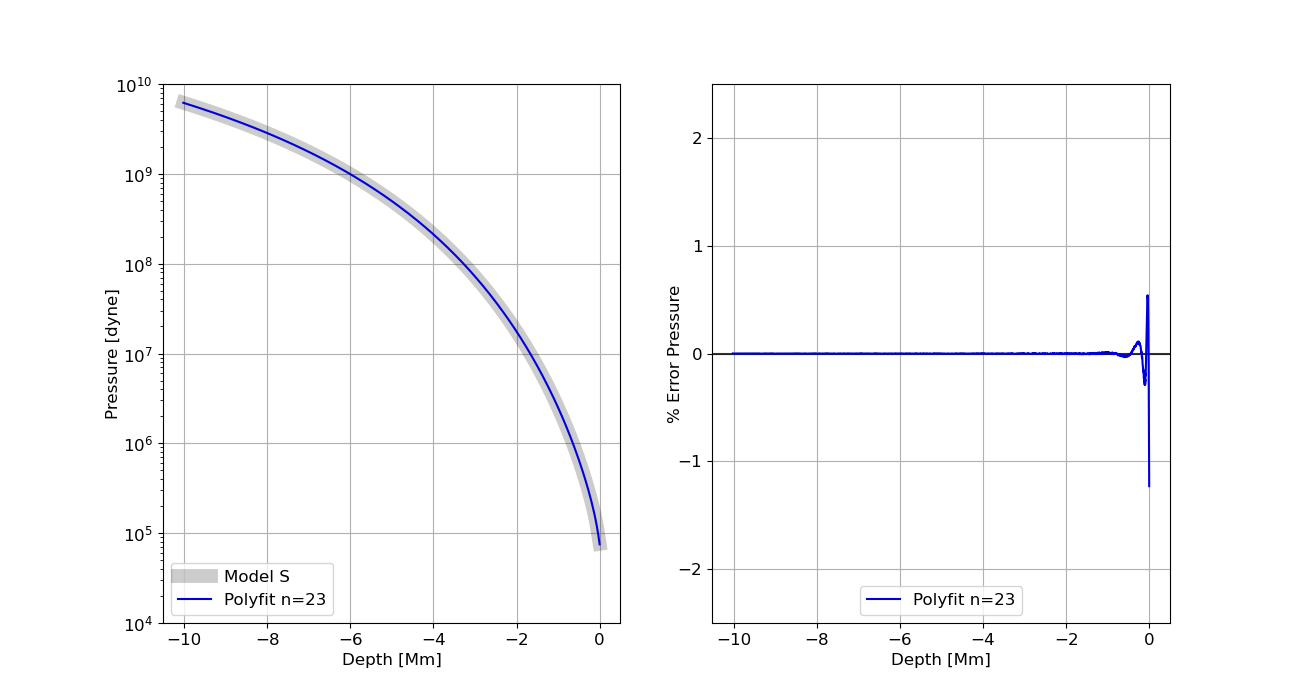 10^10
10^9
10^8
10^7
10^6
10^5
10^4
Pressure [dyne]
Model S
Polyfit n=23
−10 −8 −6 −4 −2 0
Depth [Mm]
2
1
0
−1
−2
% Error Pressure
Polyfit n=23
−10 −8 −6 −4 −2 0
Depth [Mm]